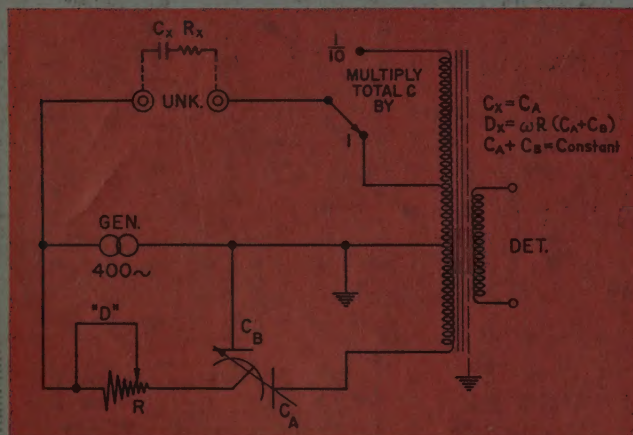 Cx Rx
UNK.
1/10
MULTIPLY
TOTAL C
BY
1
Cx = CA
Dx = ωR (CA+CB)
CA + CB = Constant
GEN.
400~
DET.
"D"
R
CB
CA